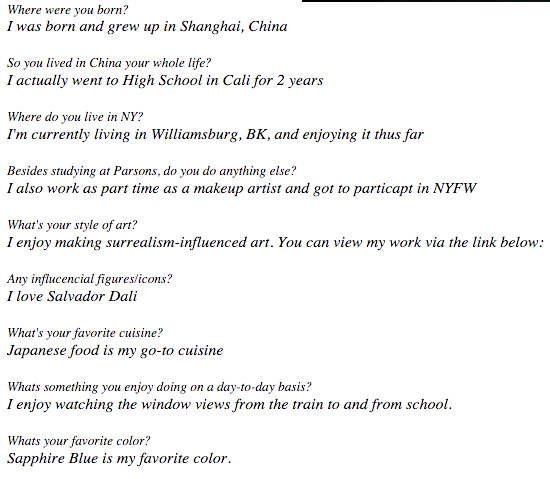 Where were you born?
I was born and grew up in Shanghai, China
So you lived in China your whole life?
I actually went to High School in Cali for 2 years
Where do you live in NY?
I'm currently living in Williamsburg, BK, and enjoying it thus far
Besides studying at Parsons, do you do anything else?
I also work as part time as a makeup artist and got to particapt in NYFW
What's your style of art?
I enjoy making surrealism-influenced art. You can view my work via the link below:
Any influcencial figures/icons?
I love Salvador Dali
What's your favorite cuisine?
Japanese food is my go-to cuisine
Whats something you enjoy doing on a day-to-day basis?
I enjoy watching the window views from the train to and from school.
Whats your favorite color?
Sapphire Blue is my favorite color.